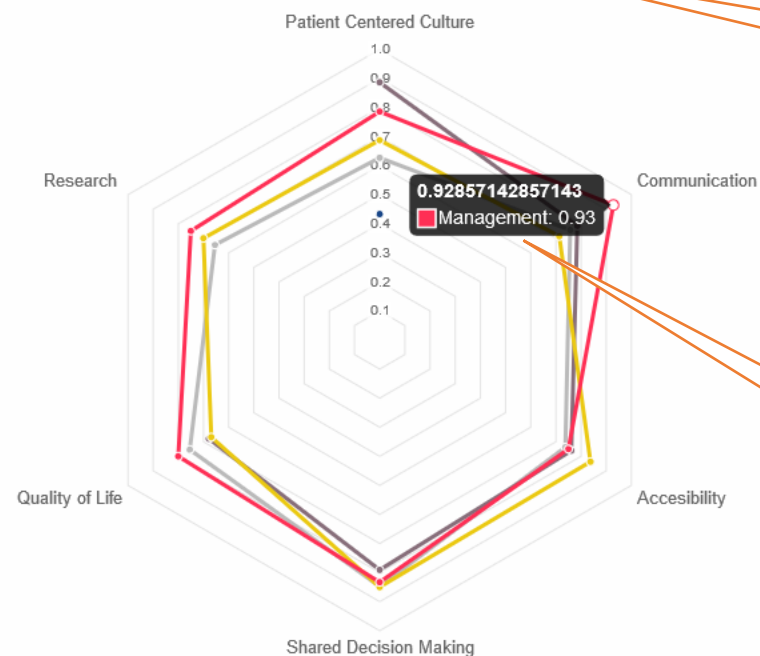 Patient Centered Culture
1.0
0.9
0.8
0.7
0.6
0.5
0.4
0.3
0.2
0.1
Research
Communication
0.92857142857143
Management: 0.93
Quality of Life
Accesibility
Shared Decision Making